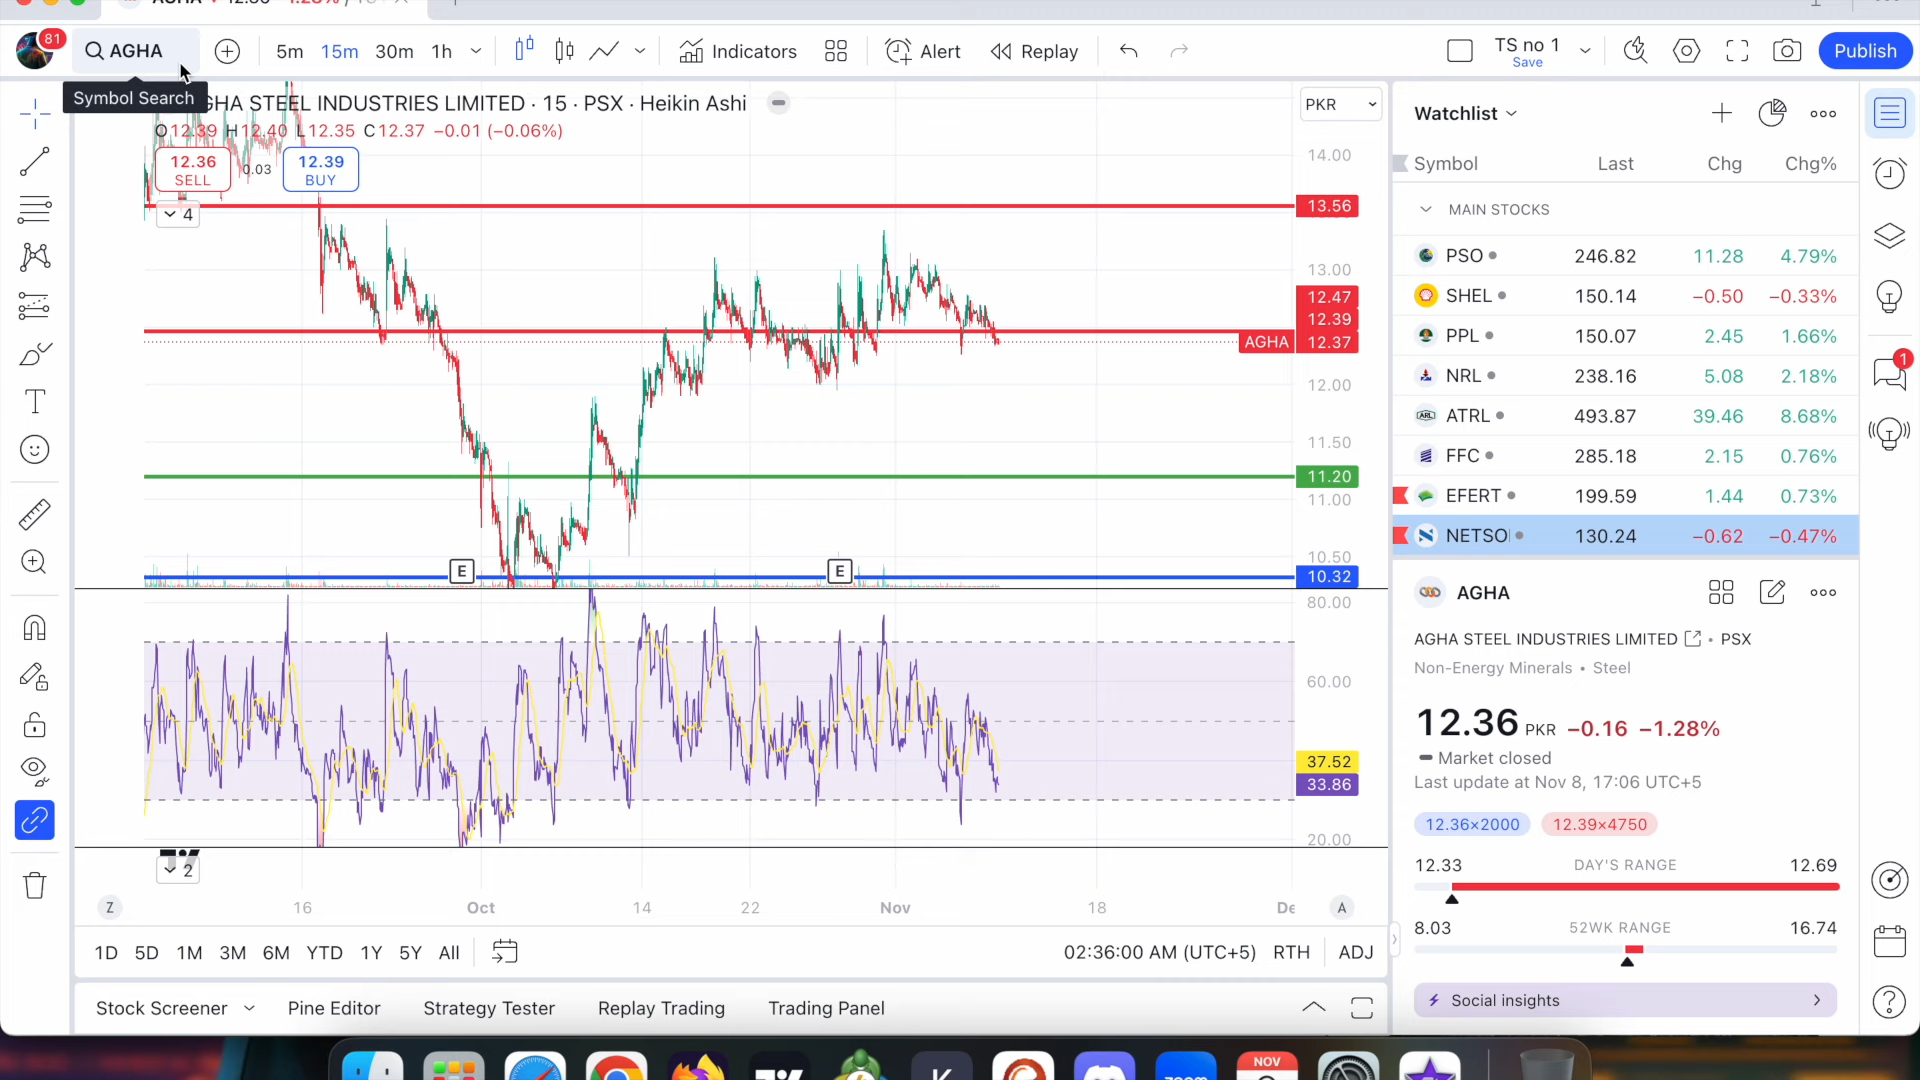 81
AGHA
5m 15m 30m 1h Indicators Alert Replay
TS no 1
Save
Publish
Symbol Search
GHA STEEL INDUSTRIES LIMITED · 15 · PSX · Heikin Ashi
O12.39 H12.40 L12.35 C12.37 −0.01 (−0.06%)
12.36
SELL
0.03
12.39
BUY
4
PKR
14.00
13.56
13.00
12.47
12.39
AGHA 12.37
12.00
11.50
11.20
11.00
10.50
10.32
E E
80.00
60.00
37.52
33.86
20.00
2
Z 16 Oct 14 22 Nov 18 De A
1D 5D 1M 3M 6M YTD 1Y 5Y All
02:36:00 AM (UTC+5) RTH ADJ
Stock Screener Pine Editor Strategy Tester Replay Trading Trading Panel
Watchlist
Symbol Last Chg Chg%
MAIN STOCKS
PSO 246.82 11.28 4.79%
SHEL 150.14 −0.50 −0.33%
PPL 150.07 2.45 1.66%
NRL 238.16 5.08 2.18%
ATRL 493.87 39.46 8.68%
FFC 285.18 2.15 0.76%
EFERT 199.59 1.44 0.73%
NETSO 130.24 −0.62 −0.47%
AGHA
AGHA STEEL INDUSTRIES LIMITED • PSX
Non-Energy Minerals • Steel
12.36 PKR −0.16 −1.28%
Market closed
Last update at Nov 8, 17:06 UTC+5
12.36×2000 12.39×4750
12.33 DAY'S RANGE 12.69
8.03 52WK RANGE 16.74
Social insights
1
NOV